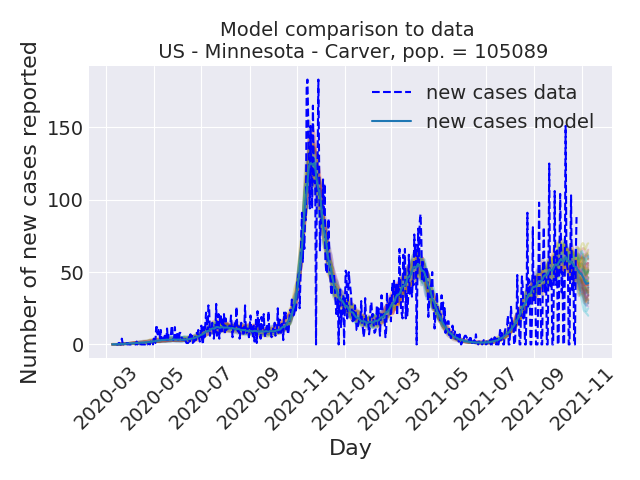 Model comparison to data
US - Minnesota - Carver, pop. = 105089
Number of new cases reported
150
100
50
0
new cases data
new cases model
2020-03
2020-05
2020-07
2020-09
2020-11
2021-01
2021-03
2021-05
2021-07
2021-09
2021-11
Day